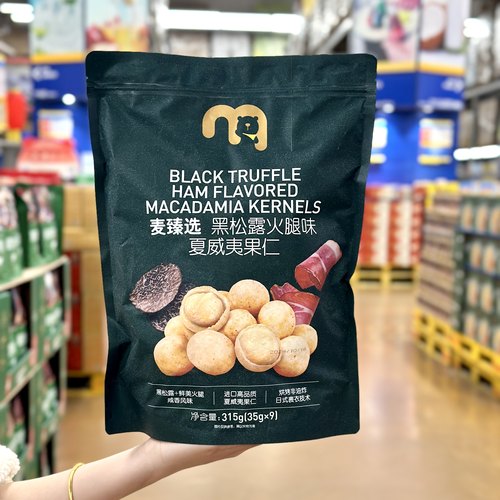 BLACK TRUFFLE
HAM FLAVORED
MACADAMIA KERNELS
麦臻选 黑松露火腿味
夏威夷果仁
黑松露+鲜美火腿
咸香风味
进口高品质
夏威夷果仁
烘烤非油炸
日式裹衣技术
净含量:315g(35g×9)